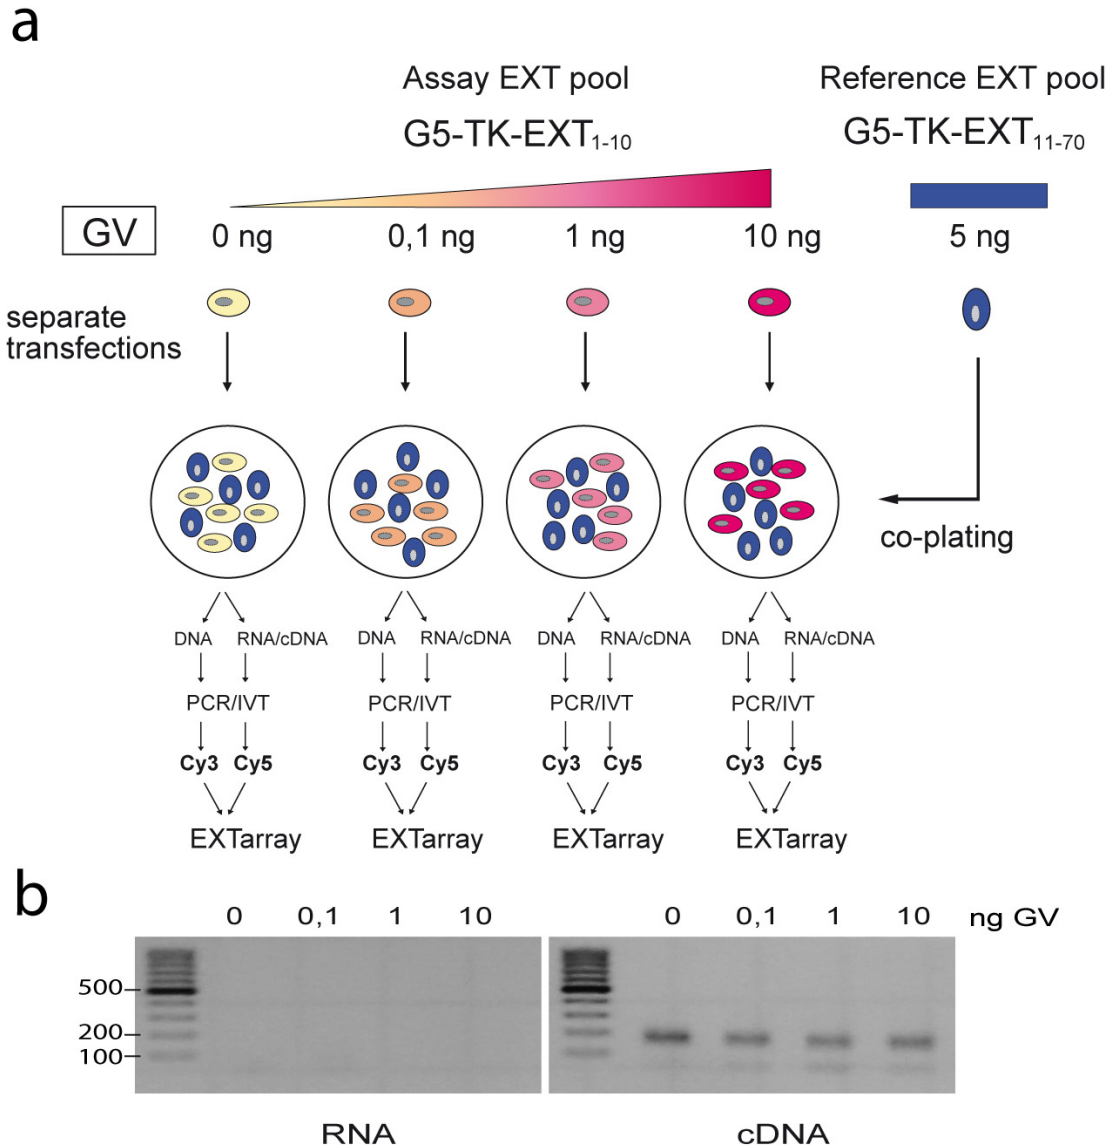 a
Assay EXT pool
Reference EXT pool
G5-TK-EXT1-10
G5-TK-EXT11-70
GV
0 ng
0,1 ng
1 ng
10 ng
5 ng
separate
transfections
co-plating
DNA RNA/cDNA
DNA RNA/cDNA
DNA RNA/cDNA
DNA RNA/cDNA
PCR/IVT
PCR/IVT
PCR/IVT
PCR/IVT
Cy3 Cy5
Cy3 Cy5
Cy3 Cy5
Cy3 Cy5
EXTarray
EXTarray
EXTarray
EXTarray
b
0 0,1 1 10
0 0,1 1 10 ng GV
500
200
100
RNA
cDNA